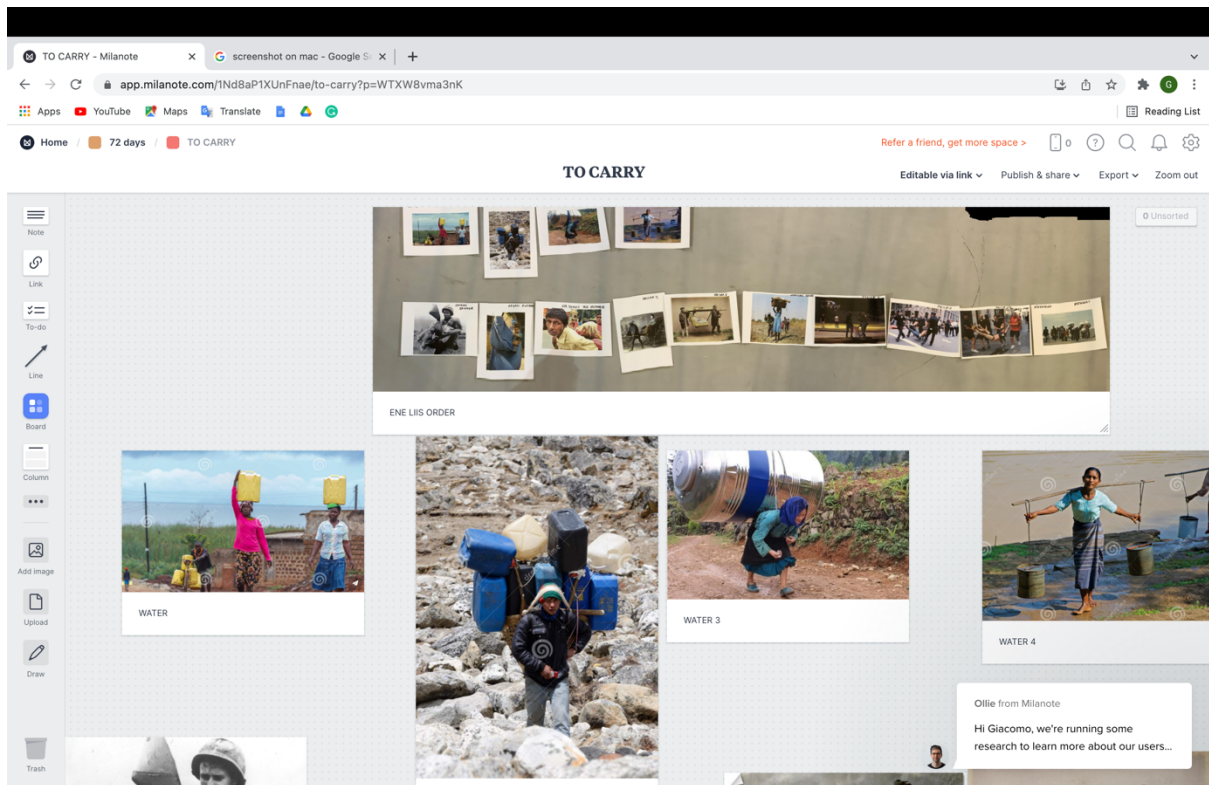 TO CARRY - Milanote
screenshot on mac - Google Se
app.milanote.com/1Nd8aP1XUnFnae/to-carry?p=WTXW8vma3nK
G
Apps YouTube Maps Translate
Reading List
Home / 72 days / TO CARRY
Refer a friend, get more space >
0
TO CARRY
Editable via link Publish & share Export Zoom out
0 Unsorted
Note
Link
To-do
Line
Board
Column
Add image
Upload
Draw
Trash
ENE LIIS ORDER
WATER
WATER 3
WATER 4
Ollie from Milanote
Hi Giacomo, we're running some
research to learn more about our users...